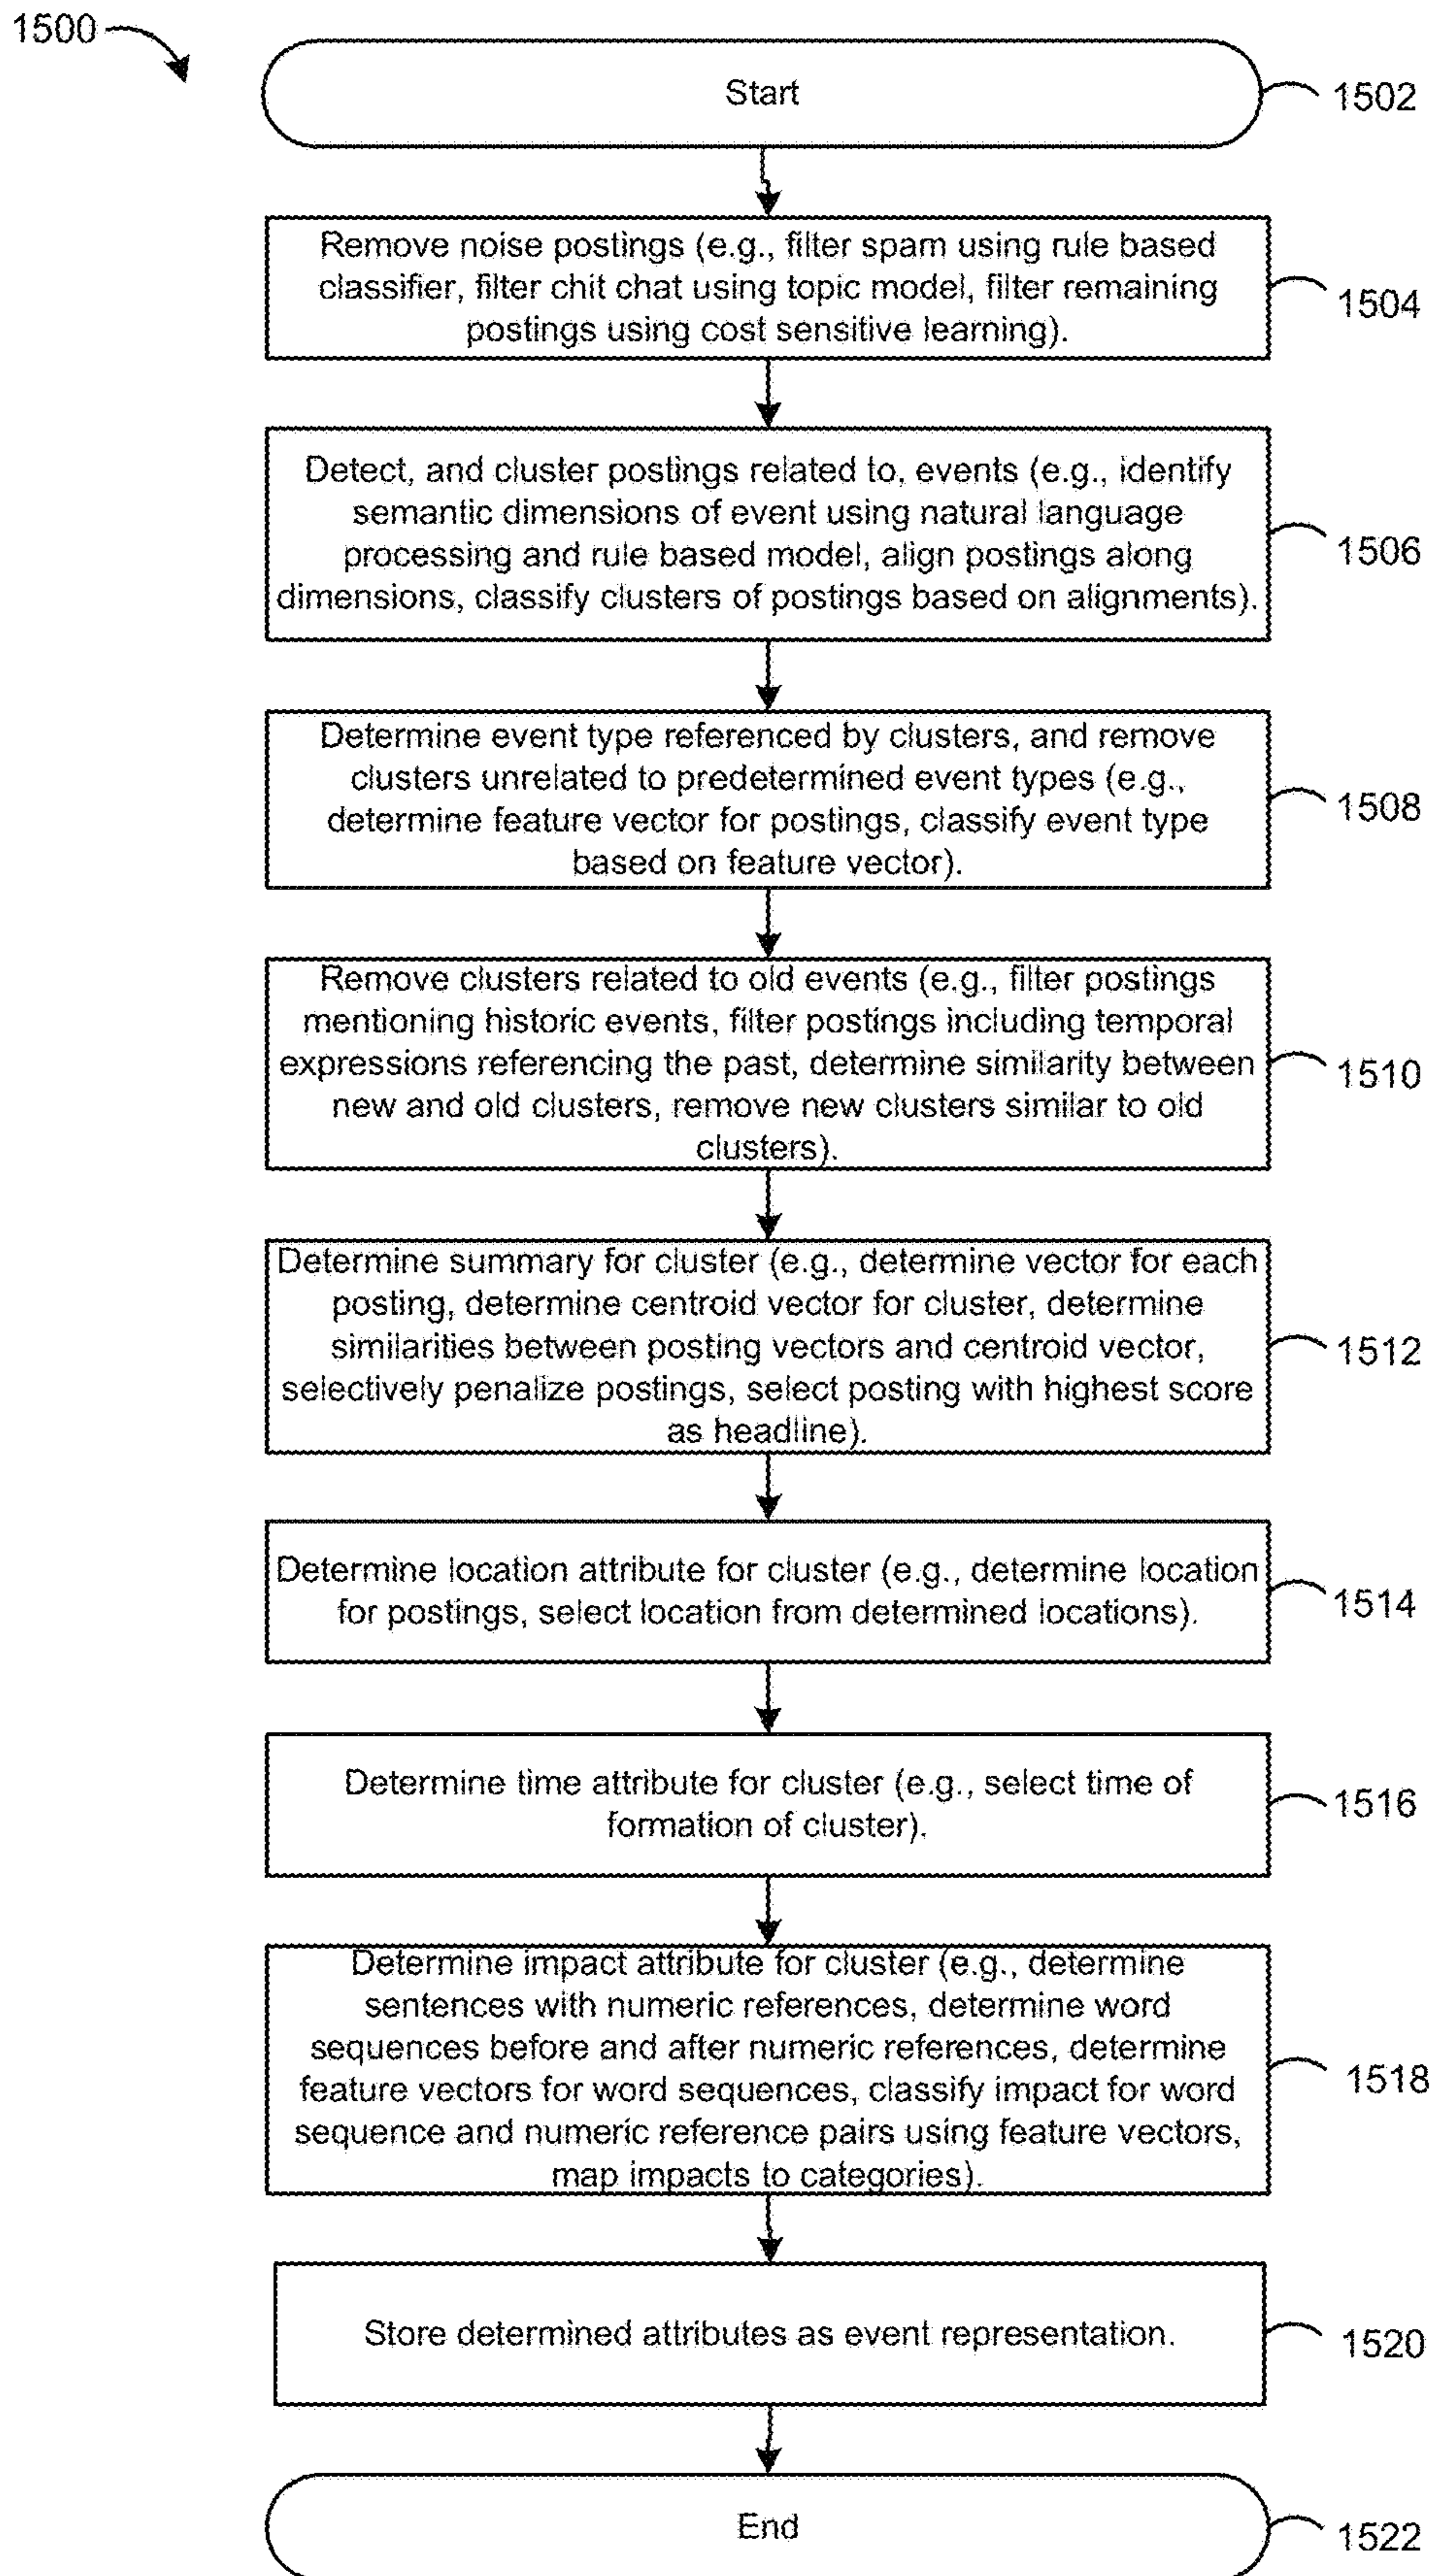 1500
Start
1502
Remove noise postings (e.g., filter spam using rule based
classifier, filter chit chat using topic model, filter remaining
postings using cost sensitive learning).
1504
Detect, and cluster postings related to, events (e.g., identify
semantic dimensions of event using natural language
processing and rule based model, align postings along
dimensions, classify clusters of postings based on alignments).
1506
Determine event type referenced by clusters, and remove
clusters unrelated to predetermined event types (e.g.,
determine feature vector for postings, classify event type
based on feature vector).
1508
Remove clusters related to old events (e.g., filter postings
mentioning historic events, filter postings including temporal
expressions referencing the past, determine similarity between
new and old clusters, remove new clusters similar to old
clusters).
1510
Determine summary for cluster (e.g., determine vector for each
posting, determine centroid vector for cluster, determine
similarities between posting vectors and centroid vector,
selectively penalize postings, select posting with highest score
as headline).
1512
Determine location attribute for cluster (e.g., determine location
for postings, select location from determined locations).
1514
Determine time attribute for cluster (e.g., select time of
formation of cluster).
1516
Determine impact attribute for cluster (e.g., determine
sentences with numeric references, determine word
sequences before and after numeric references, determine
feature vectors for word sequences, classify impact for word
sequence and numeric reference pairs using feature vectors,
map impacts to categories).
1518
Store determined attributes as event representation.
1520
End
1522